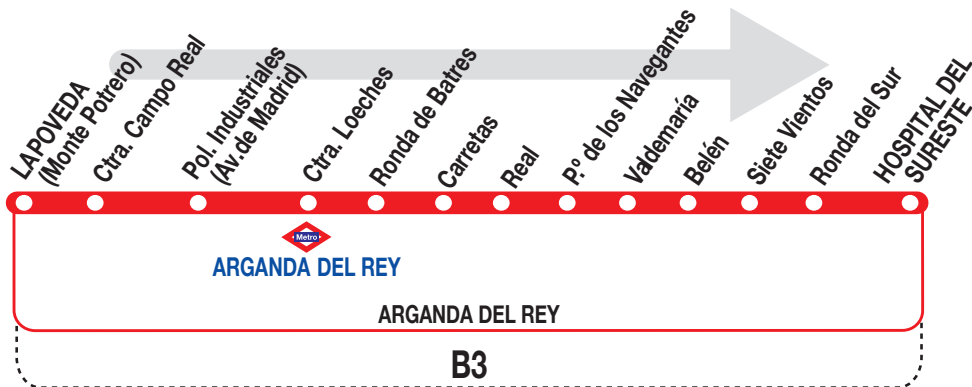 LAPOVEDA
(Monte Potrero)
Ctra. Campo Real
Pol. Industriales
(Av.de Madrid)
Ctra. Loeches
Ronda de Batres
Carretas
Real
P.º de los Navegantes
Valdemaría
Belén
Siete Vientos
Ronda del Sur
HOSPITAL DEL
SURESTE
Metro
ARGANDA DEL REY
ARGANDA DEL REY
B3